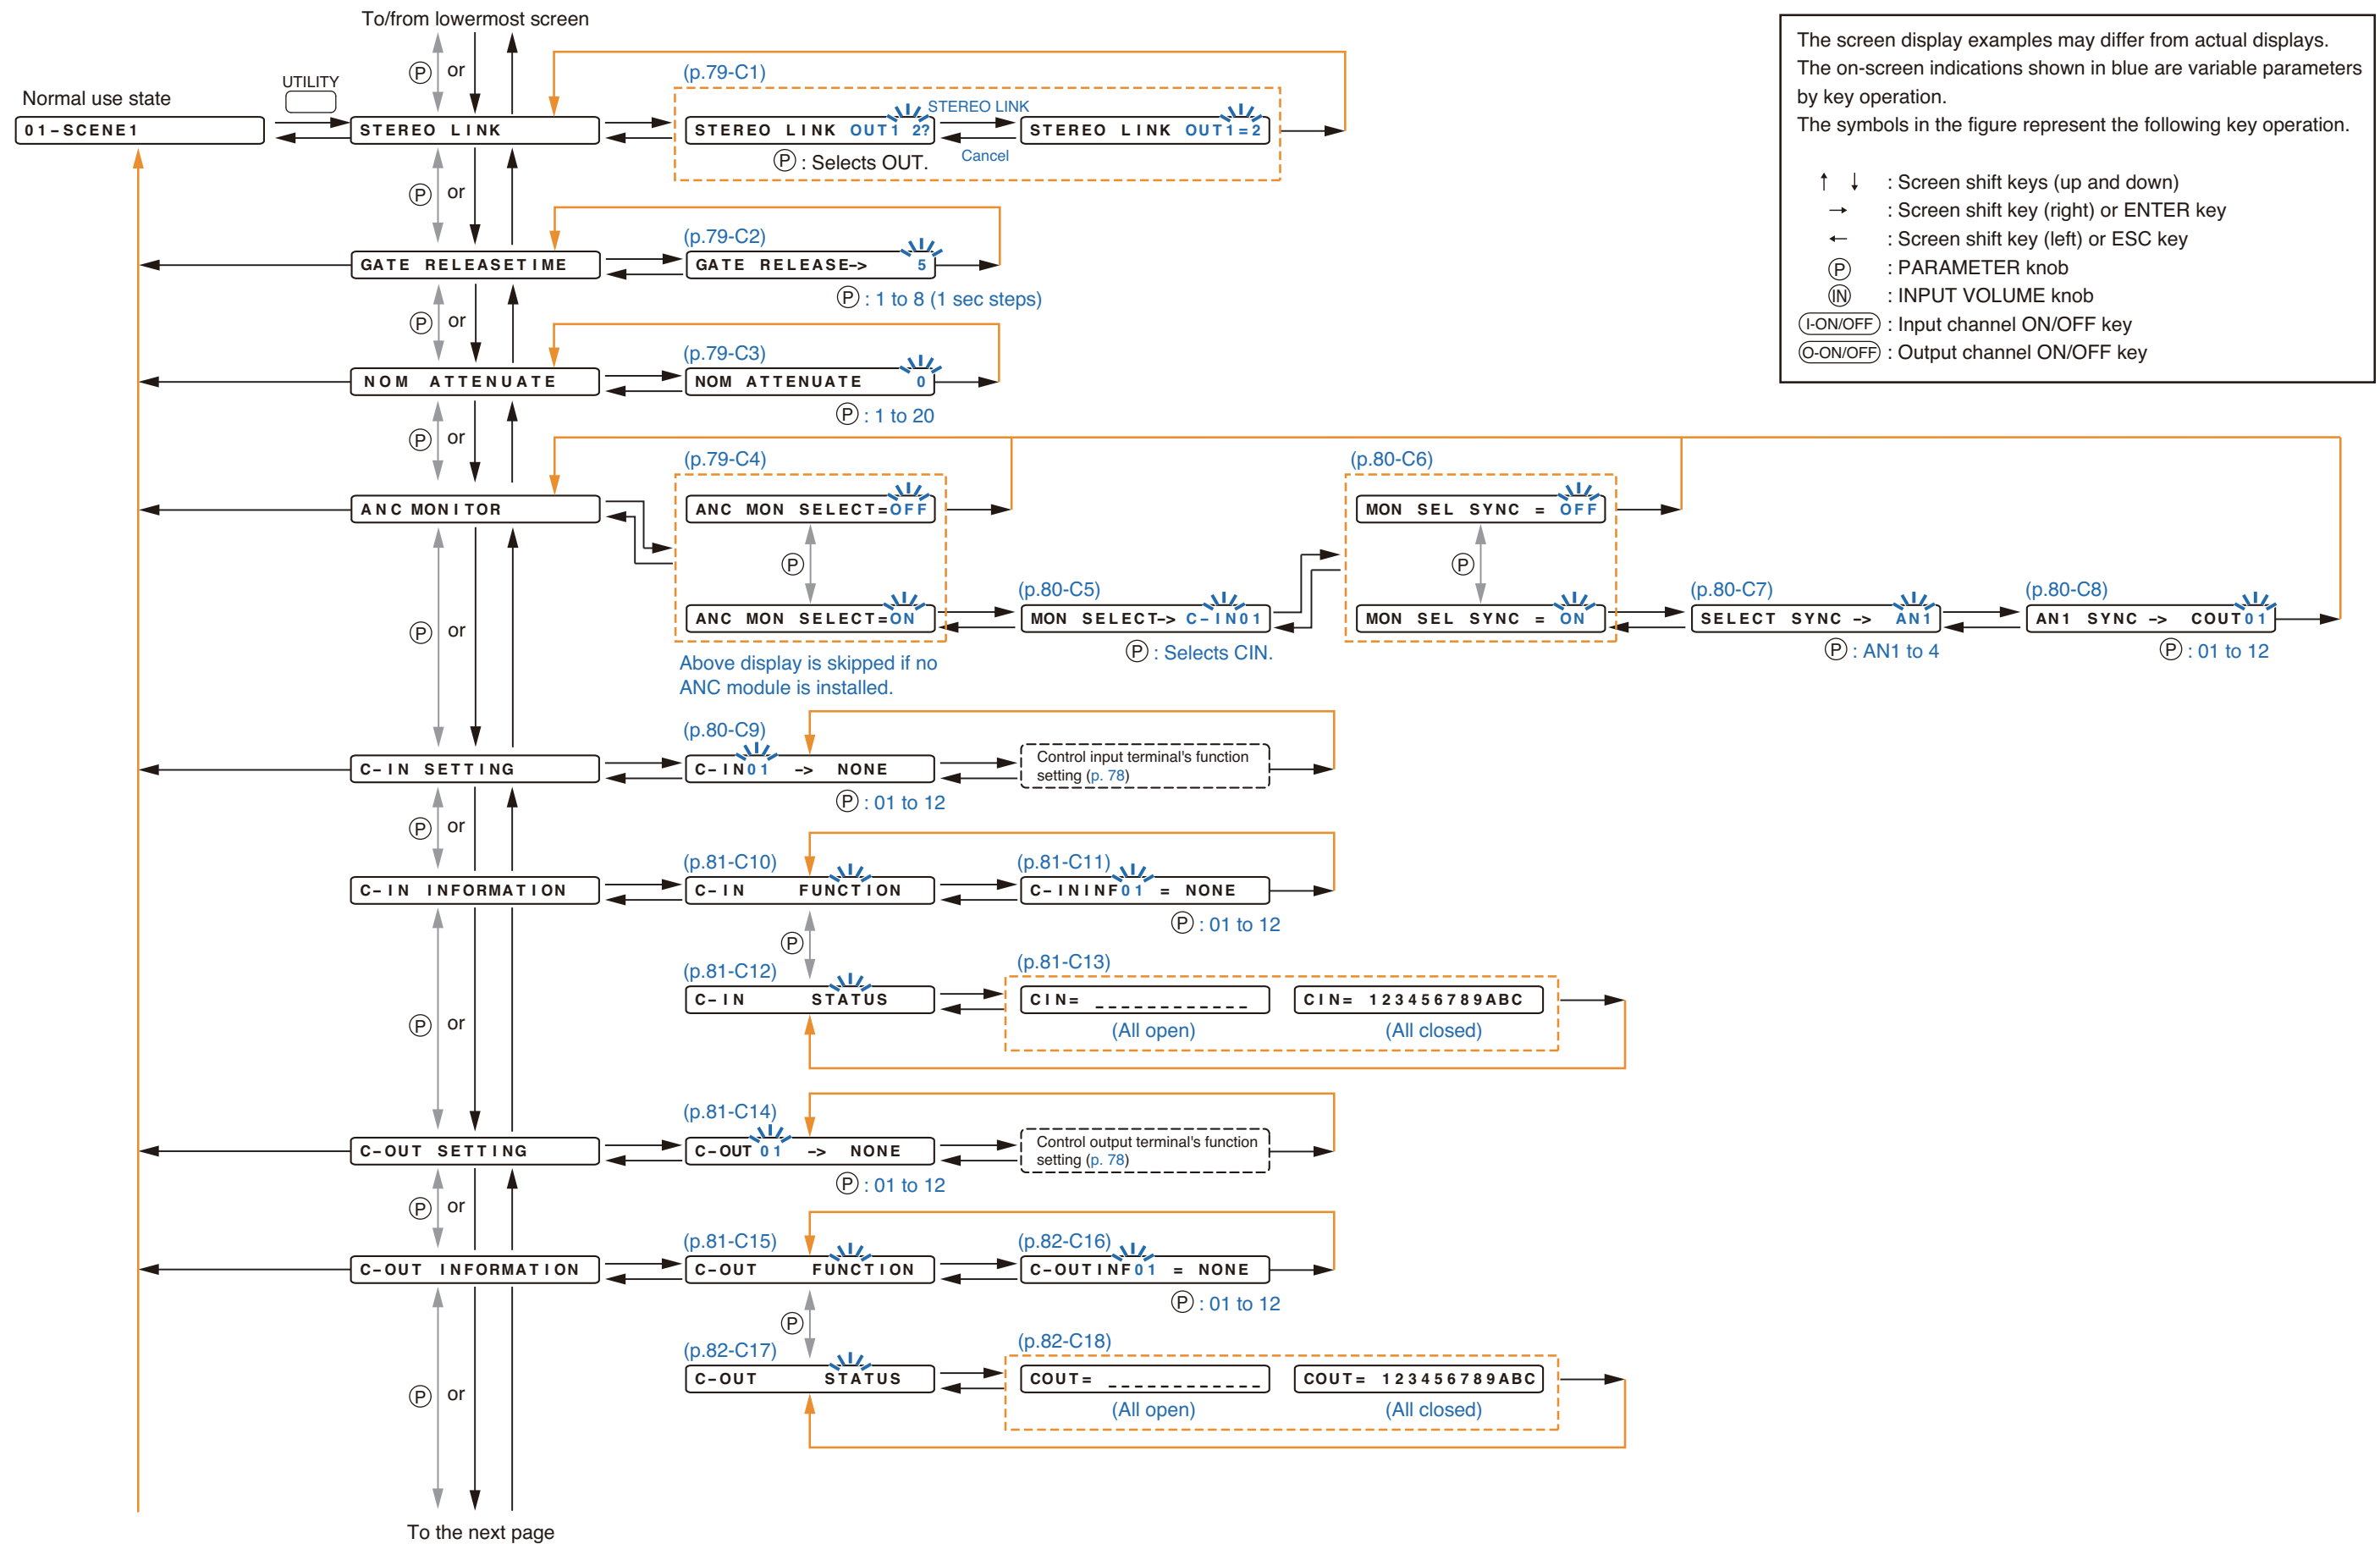 To/from lowermost screen
The screen display examples may differ from actual displays.
The on-screen indications shown in blue are variable parameters
by key operation.
The symbols in the figure represent the following key operation.
↑ ↓ : Screen shift keys (up and down)
→ : Screen shift key (right) or ENTER key
← : Screen shift key (left) or ESC key
P : PARAMETER knob
IN : INPUT VOLUME knob
I-ON/OFF : Input channel ON/OFF key
O-ON/OFF : Output channel ON/OFF key
P or
Normal use state
UTILITY
(p.79-C1)
01-SCENE1
STEREO LINK
STEREO LINK OUT1 2?
STEREO LINK
Cancel
STEREO LINK OUT1=2
P : Selects OUT.
P or
(p.79-C2)
GATE RELEASETIME
GATE RELEASE-> 5
P : 1 to 8 (1 sec steps)
P or
(p.79-C3)
NOM ATTENUATE
NOM ATTENUATE 0
P : 1 to 20
P or
(p.79-C4)
(p.80-C6)
ANC MONITOR
ANC MON SELECT=OFF
MON SEL SYNC = OFF
P
P
(p.80-C5)
(p.80-C7)
(p.80-C8)
ANC MON SELECT=ON
MON SELECT-> C-IN01
MON SEL SYNC = ON
SELECT SYNC -> AN1
AN1 SYNC -> COUT01
P or
P : Selects CIN.
P : AN1 to 4
P : 01 to 12
Above display is skipped if no
ANC module is installed.
(p.80-C9)
C-IN SETTING
C-IN01 -> NONE
Control input terminal's function
setting (p. 78)
P : 01 to 12
P or
(p.81-C10)
(p.81-C11)
C-IN INFORMATION
C-IN FUNCTION
C-ININF01 = NONE
P : 01 to 12
P
(p.81-C12)
(p.81-C13)
C-IN STATUS
CIN= _ _ _ _ _ _ _ _ _ _ _ _
CIN= 123456789ABC
P or
(All open)
(All closed)
(p.81-C14)
C-OUT SETTING
C-OUT 01 -> NONE
Control output terminal's function
setting (p. 78)
P : 01 to 12
P or
(p.81-C15)
(p.82-C16)
C-OUT INFORMATION
C-OUT FUNCTION
C-OUTINF01 = NONE
P : 01 to 12
P
(p.82-C17)
(p.82-C18)
C-OUT STATUS
COUT= _ _ _ _ _ _ _ _ _ _ _ _
COUT= 123456789ABC
P or
(All open)
(All closed)
To the next page